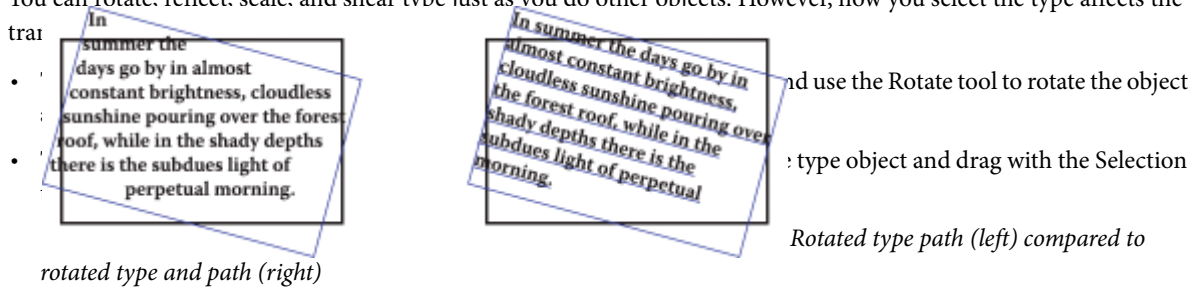 You can rotate, reflect, scale, and shear type just as you do other objects. However, how you select the type affects the
In
summer the
days go by in almost
constant brightness, cloudless
sunshine pouring over the forest
roof, while in the shady depths
there is the subdues light of
perpetual morning.
In summer the days go by in
almost constant brightness,
cloudless sunshine pouring over
the forest roof, while in the
shady depths there is the
subdues light of perpetual
morning.
• nd use the Rotate tool to rotate the object
• type object and drag with the Selection
Rotated type path (left) compared to
rotated type and path (right)